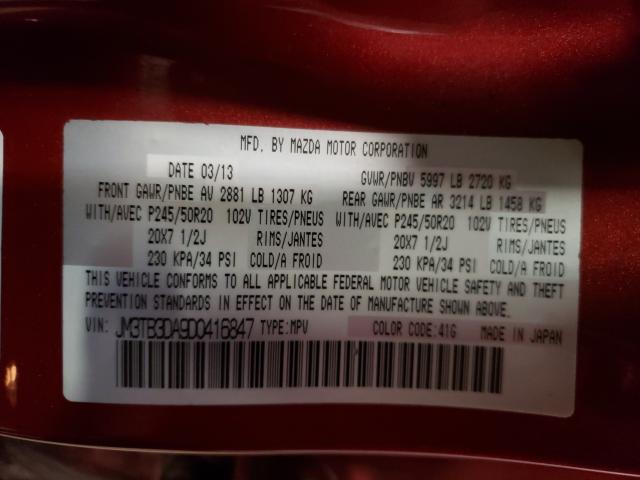 MFD. BY MAZDA MOTOR CORPORATION
DATE 03/13 GVWR/PNBV 5997 LB 2720 KG
FRONT GAWR/PNBE AV 2881 LB 1307 KG REAR GAWR/PNBE AR 3214 LB 1458 KG
WITH/AVEC P245/50R20 102V TIRES/PNEUS WITH/AVEC P245/50R20 102V TIRES/PNEUS
20X7 1/2J RIMS/JANTES 20X7 1/2J RIMS/JANTES
230 KPA/34 PSI COLD/A FROID 230 KPA/34 PSI COLD/A FROID
THIS VEHICLE CONFORMS TO ALL APPLICABLE FEDERAL MOTOR VEHICLE SAFETY AND THEFT
PREVENTION STANDARDS IN EFFECT ON THE DATE OF MANUFACTURE SHOWN ABOVE.
VIN: JM3TB3DA9D0416847 TYPE:MPV COLOR CODE:41G MADE IN JAPAN